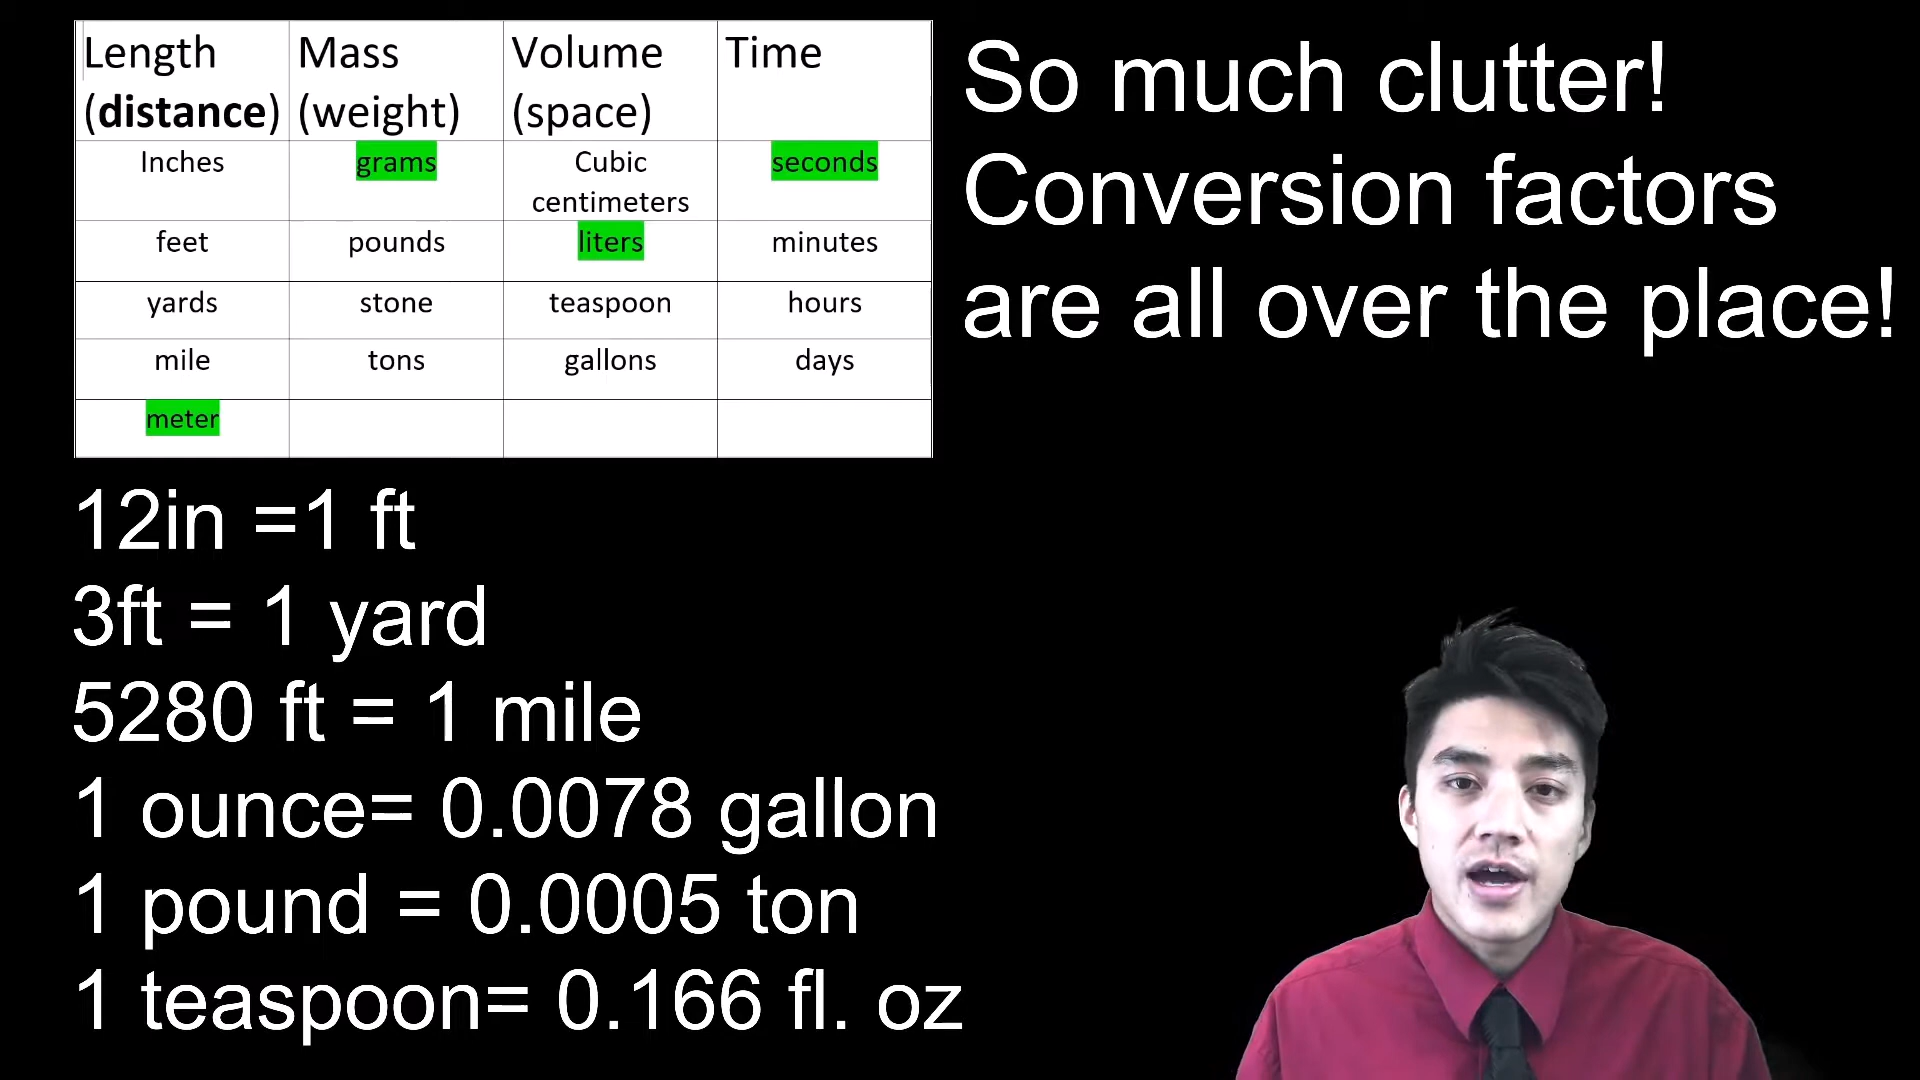 Length Mass Volume Time
(distance) (weight) (space)
Inches grams Cubic seconds
centimeters
feet pounds liters minutes
yards stone teaspoon hours
mile tons gallons days
meter
So much clutter!
Conversion factors
are all over the place!
12in =1 ft
3ft = 1 yard
5280 ft = 1 mile
1 ounce= 0.0078 gallon
1 pound = 0.0005 ton
1 teaspoon= 0.166 fl. oz